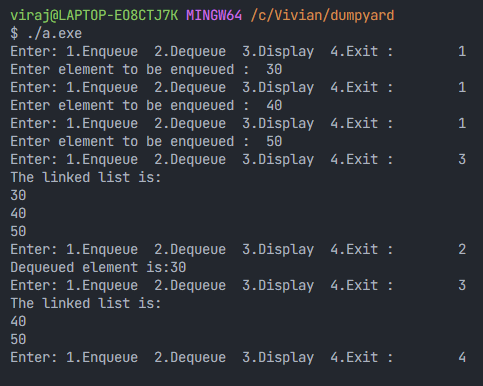 viraj@LAPTOP-EO8CTJ7K MINGW64 /c/Vivian/dumpyard
$ ./a.exe
Enter: 1.Enqueue  2.Dequeue  3.Display  4.Exit :        1
Enter element to be enqueued :  30
Enter: 1.Enqueue  2.Dequeue  3.Display  4.Exit :        1
Enter element to be enqueued :  40
Enter: 1.Enqueue  2.Dequeue  3.Display  4.Exit :        1
Enter element to be enqueued :  50
Enter: 1.Enqueue  2.Dequeue  3.Display  4.Exit :        3
The linked list is:
30
40
50
Enter: 1.Enqueue  2.Dequeue  3.Display  4.Exit :        2
Dequeued element is:30
Enter: 1.Enqueue  2.Dequeue  3.Display  4.Exit :        3
The linked list is:
40
50
Enter: 1.Enqueue  2.Dequeue  3.Display  4.Exit :        4